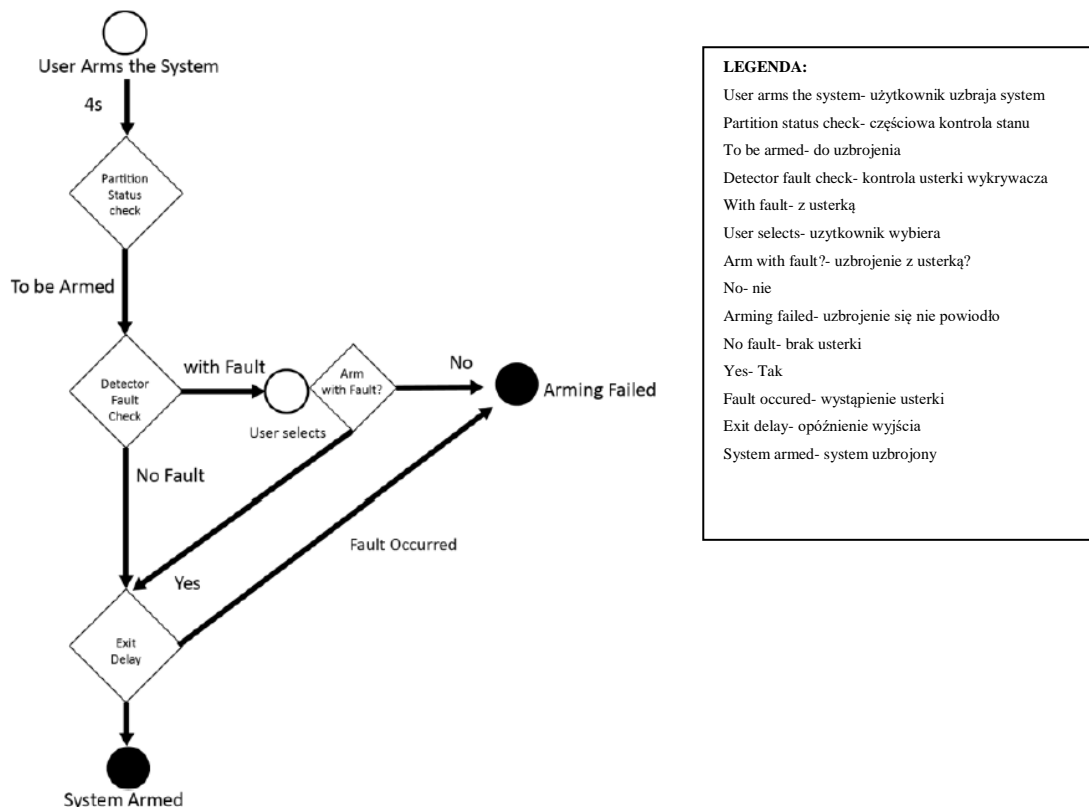 User Arms the System
4s
Partition
Status
check
To be Armed
Detector
Fault
Check
with Fault
User selects
Arm
with Fault?
No
Arming Failed
No Fault
Yes
Fault Occurred
Exit
Delay
System Armed
LEGENDA:
User arms the system- użytkownik uzbraja system
Partition status check- częściowa kontrola stanu
To be armed- do uzbrojenia
Detector fault check- kontrola usterki wykrywacza
With fault- z usterką
User selects- uzytkownik wybiera
Arm with fault?- uzbrojenie z usterką?
No- nie
Arming failed- uzbrojenie się nie powiodło
No fault- brak usterki
Yes- Tak
Fault occured- wystąpienie usterki
Exit delay- opóźnienie wyjścia
System armed- system uzbrojony